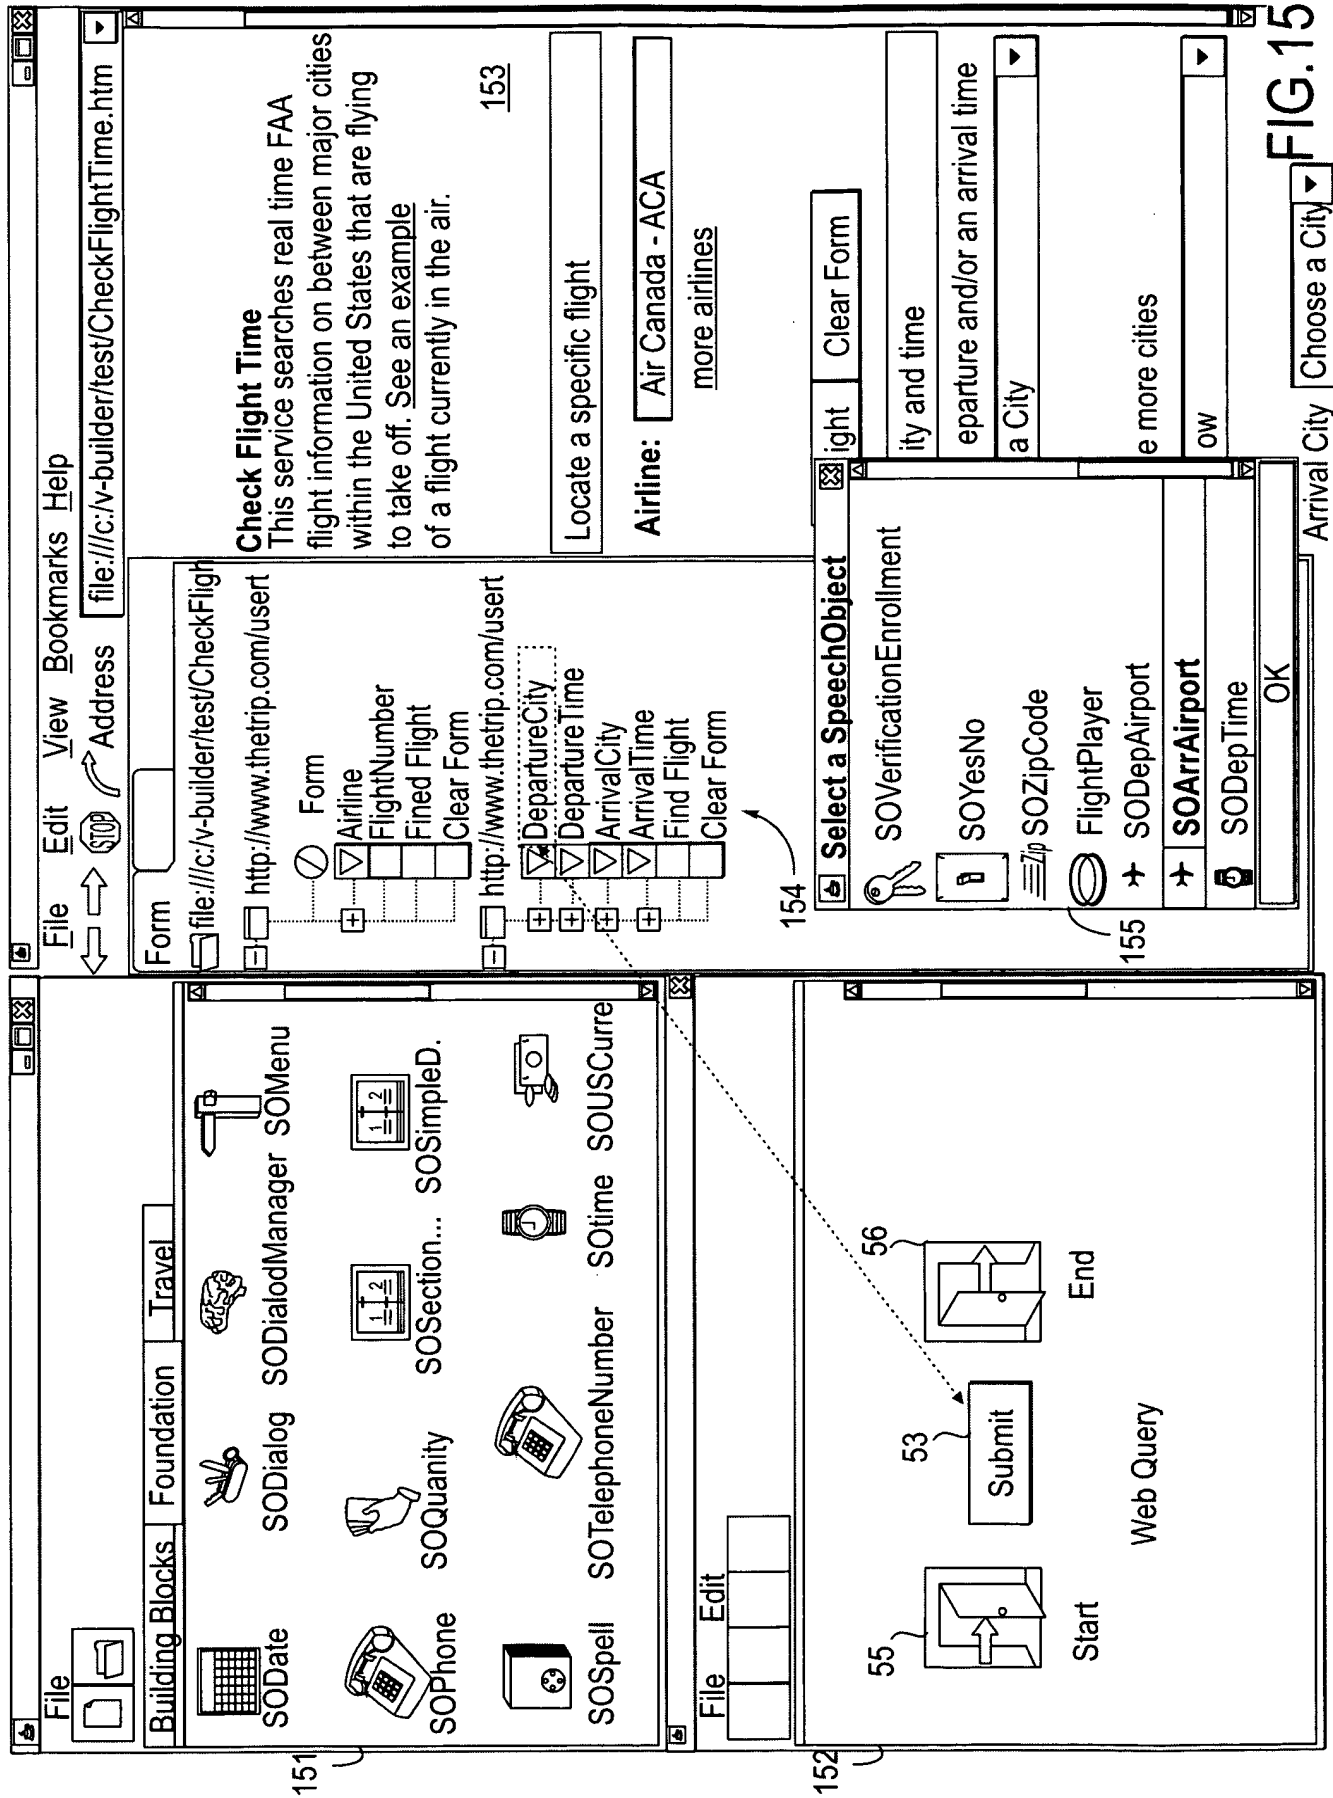 File
Building Blocks
Foundation
Travel
SODate
SODialog
SODialodManager
SOMenu
SOPhone
SOQuanity
SOSection...
SOSimpleD.
1
2
1
2
SOSpell
SOTelephoneNumber
SOtime
SOUSCurre
151
File Edit
55
53
56
Submit
Start
End
Web Query
152
File Edit View Bookmarks Help
STOP
Address
file:///c:/v-builder/test/CheckFlightTime.htm
Form
file:///c:/v-builder/test/CheckFligh
http://www.thetrip.com/usert
Form
Airline
FlightNumber
Fined Flight
Clear Form
http://www.thetrip.com/usert
DepartureCity
DepartureTime
ArrivalCity
ArrivalTime
Find Flight
Clear Form
154
Check Flight Time
This service searches real time FAA
flight information on between major cities
within the United States that are flying
to take off. See an example
of a flight currently in the air.
153
Locate a specific flight
Airline:
Air Canada - ACA
more airlines
ight
Clear Form
ity and time
eparture and/or an arrival time
a City
e more cities
ow
Arrival City
Choose a City
Select a SpeechObject
SOVerificationEnrollment
SOYesNo
Zip
SOZipCode
FlightPlayer
SODepAirport
SOArrAirport
SODepTime
OK
155
FIG.15